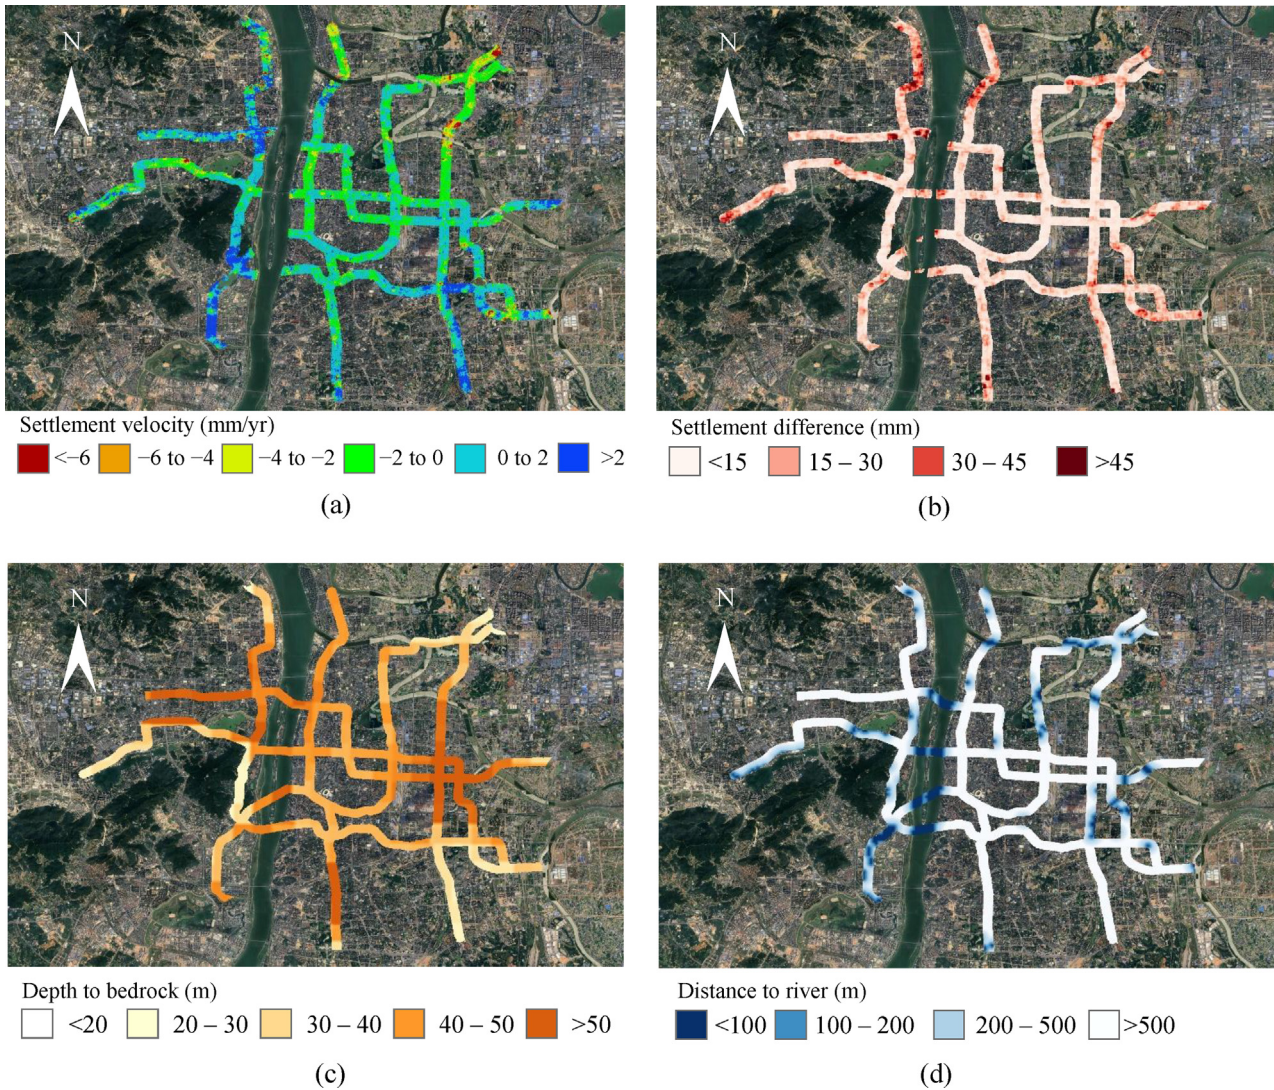 N
N
Settlement velocity (mm/yr)
<−6 −6 to −4 −4 to −2 −2 to 0 0 to 2 >2
(a)
Settlement difference (mm)
<15 15 – 30 30 – 45 >45
(b)
N
N
Depth to bedrock (m)
<20 20 – 30 30 – 40 40 – 50 >50
(c)
Distance to river (m)
<100 100 – 200 200 – 500 >500
(d)